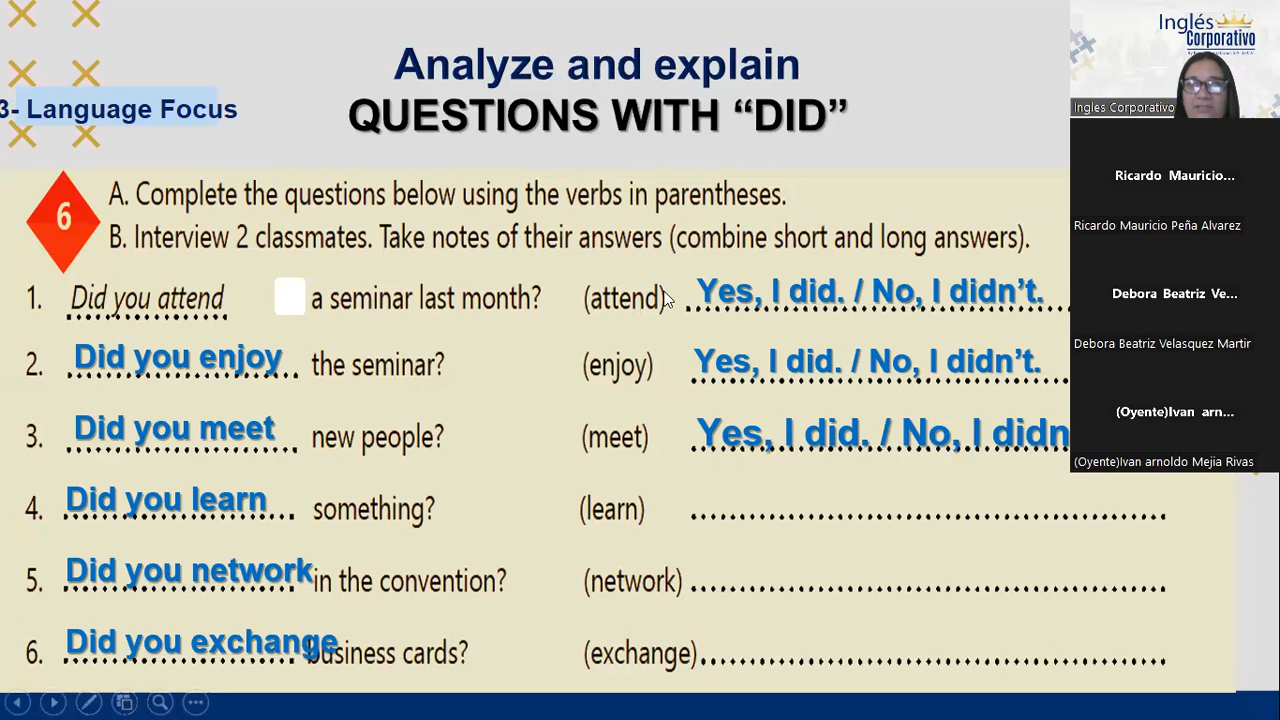 Analyze and explain
QUESTIONS WITH “DID”
3- Language Focus
6
A. Complete the questions below using the verbs in parentheses.
B. Interview 2 classmates. Take notes of their answers (combine short and long answers).
1. Did you attend a seminar last month? (attend) Yes, I did. / No, I didn’t.
2. Did you enjoy the seminar? (enjoy) Yes, I did. / No, I didn’t.
3. Did you meet new people? (meet) Yes, I did. / No, I didn
4. Did you learn something? (learn)
5. Did you network in the convention? (network)
6. Did you exchange business cards? (exchange)
Inglés
Corporativo
Ingles Corporativo
Ricardo Mauricio...
Ricardo Mauricio Peña Alvarez
Debora Beatriz Ve...
Debora Beatriz Velasquez Martir
(Oyente)Ivan arn...
(Oyente)Ivan arnoldo Mejia Rivas